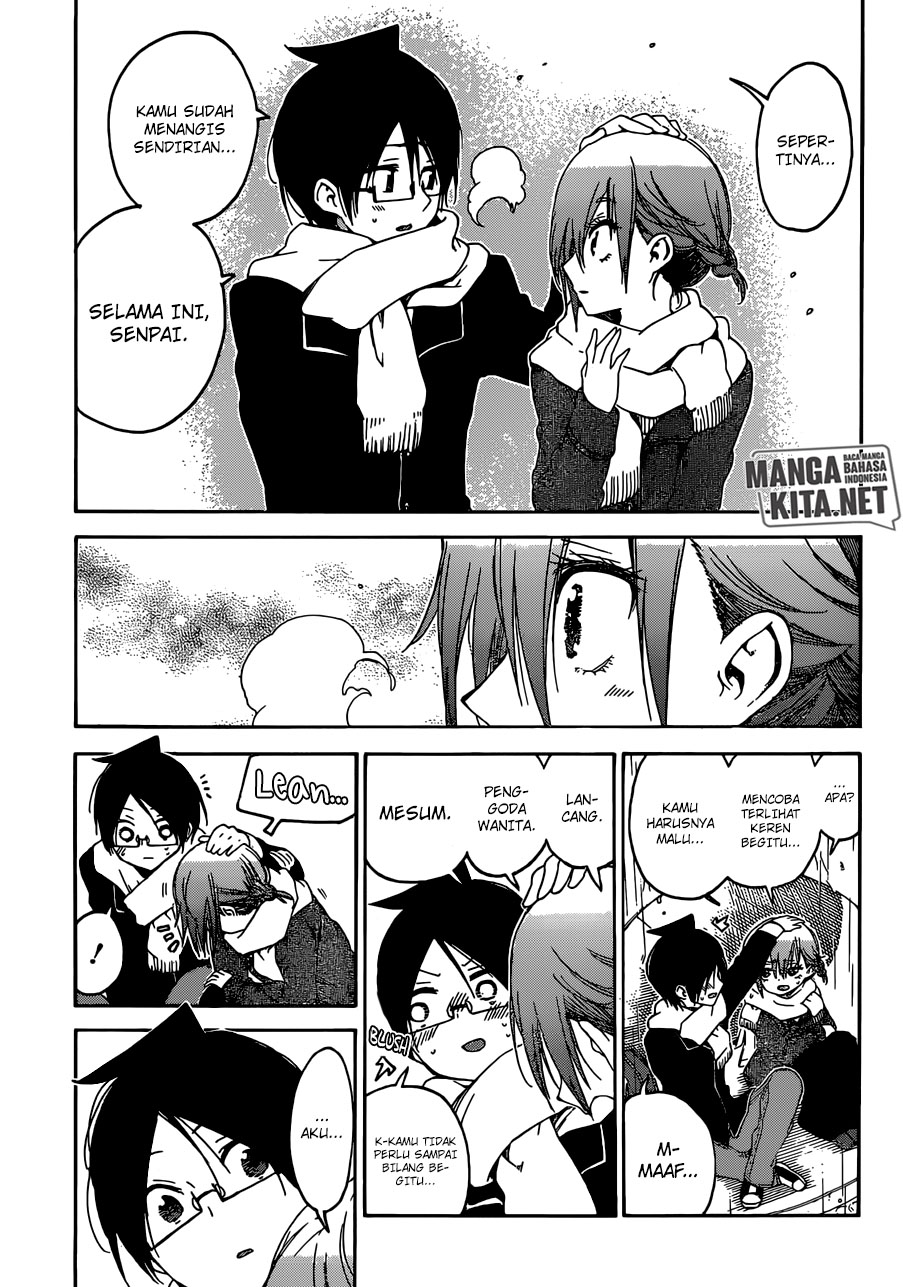 SEPER-
TINYA...
KAMU SUDAH
MENANGIS
SENDIRIAN...
SELAMA INI,
SENPAI.
MANGA
KITA.NET
BACA MANGA
BAHASA
INDONESIA
...
APA?
MENCOBA
TERLIHAT
KEREN
BEGITU...
KAMU
HARUSNYA
MALU...
M-
MAAF...
LAN-
CANG.
PENG-
GODA
WANITA.
MESUM.
BLUSH
K-KAMU TIDAK
PERLU SAMPAI
BILANG BE-
GITU...
Lean...
!
...
AKU...